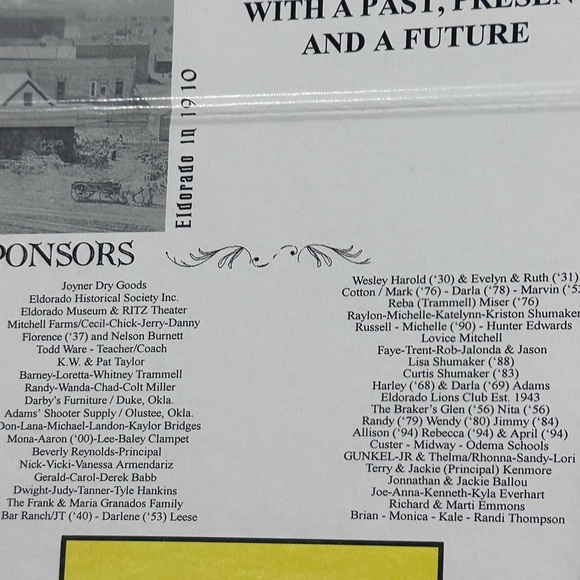 WITH A PAST, PRESEN
AND A FUTURE
Eldorado in 1910
PONSORS
Joyner Dry Goods
Eldorado Historical Society Inc.
Eldorado Museum & RITZ Theater
Mitchell Farms/Cecil-Chick-Jerry-Danny
Florence (‘37) and Nelson Burnett
Todd Ware - Teacher/Coach
K.W. & Pat Taylor
Barney-Loretta-Whitney Trammell
Randy-Wanda-Chad-Colt Miller
Darby's Furniture / Duke, Okla.
Adams' Shooter Supply / Olustee, Okla.
Don-Lana-Michael-Landon-Kaylor Bridges
Mona-Aaron (‘00)-Lee-Baley Clampet
Beverly Reynolds-Principal
Nick-Vicki-Vanessa Armendariz
Gerald-Carol-Derek Babb
Dwight-Judy-Tanner-Tyle Hankins
The Frank & Maria Granados Family
Bar Ranch/JT (‘40) - Darlene (‘53) Leese
Wesley Harold (‘30) & Evelyn & Ruth (‘31)
Cotton / Mark (‘76) - Darla (‘78) - Marvin (‘5
Reba (Trammell) Miser (‘76)
Raylon-Michelle-Katelynn-Kriston Shumaker
Russell - Michelle (‘90) - Hunter Edwards
Lovice Mitchell
Faye-Trent-Rob-Jalonda & Jason
Lisa Shumaker (‘88)
Curtis Shumaker (‘83)
Harley (‘68) & Darla (‘69) Adams
Eldorado Lions Club Est. 1943
The Braker's Glen (‘56) Nita (‘56)
Randy (‘79) Wendy (‘80) Jimmy (‘84)
Allison (‘94) Rebecca (‘94) & April (‘94)
Custer - Midway - Odema Schools
GUNKEL-JR & Thelma/Rhonna-Sandy-Lori
Terry & Jackie (Principal) Kenmore
Jonnathan & Jackie Ballou
Joe-Anna-Kenneth-Kyla Everhart
Richard & Marti Emmons
Brian - Monica - Kale - Randi Thompson